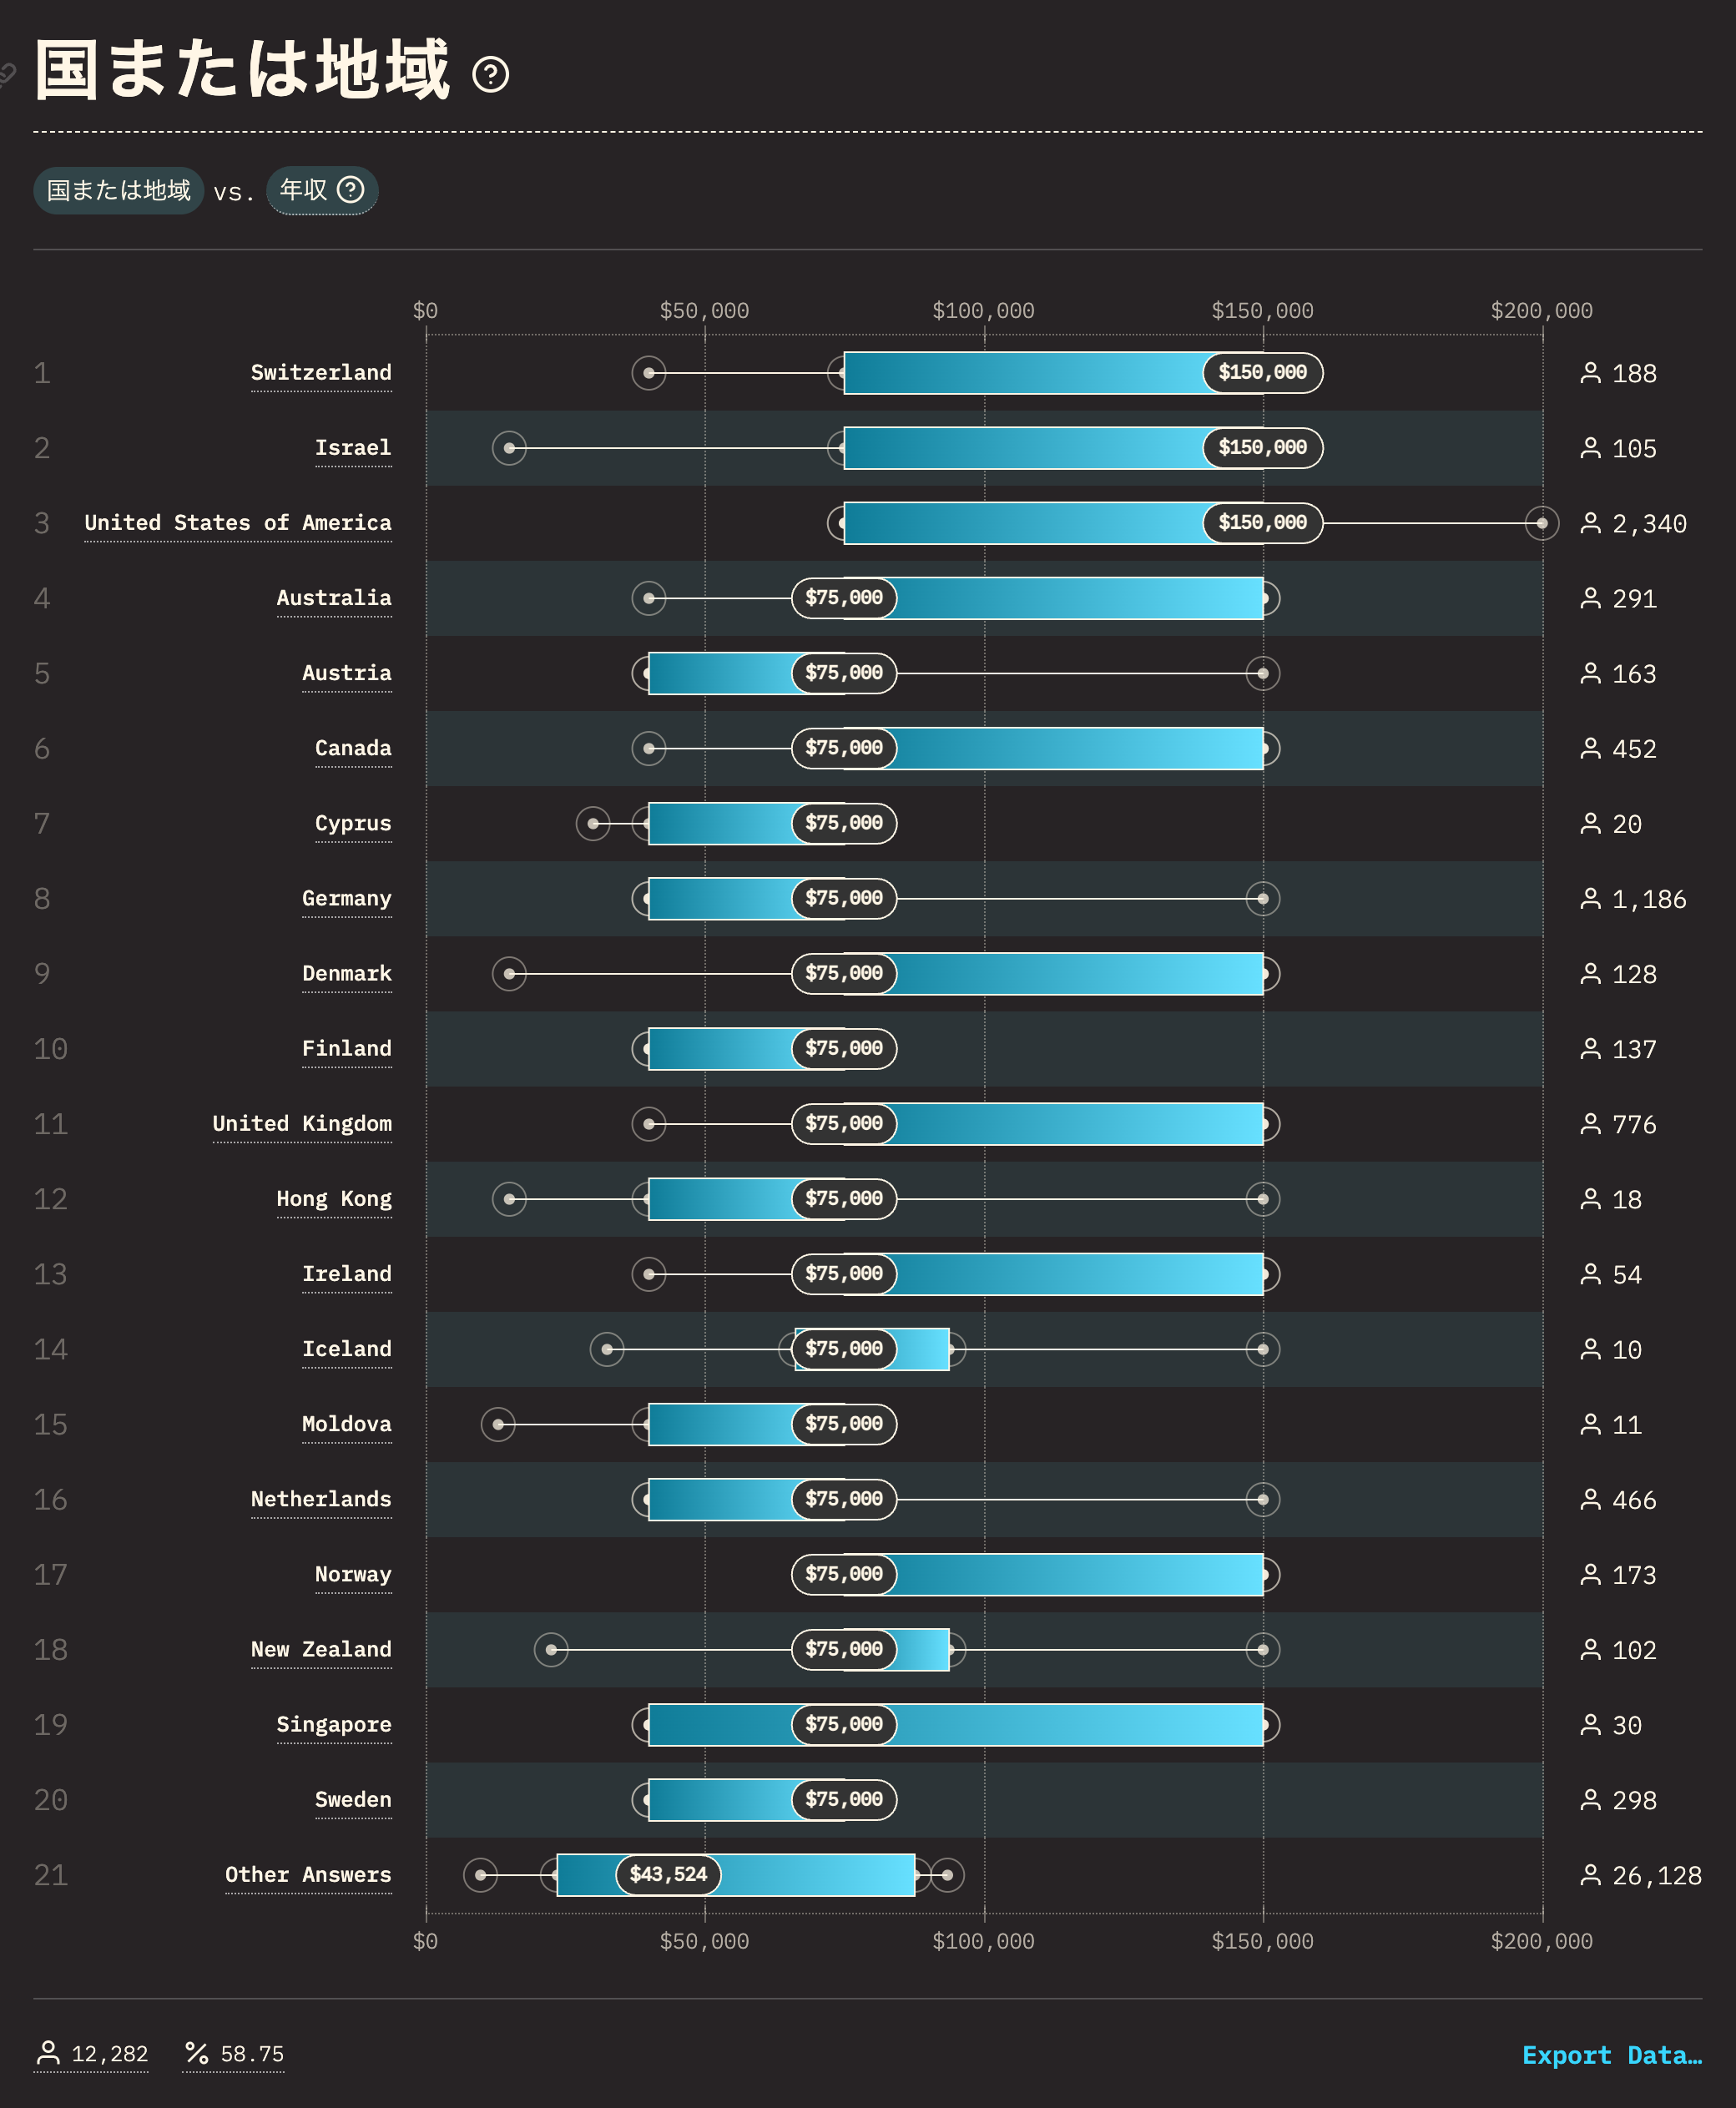 国または地域 ?
国または地域 vs. 年収 ?
$0 $50,000 $100,000 $150,000 $200,000
1 Switzerland $150,000 188
2 Israel $150,000 105
3 United States of America $150,000 2,340
4 Australia $75,000 291
5 Austria $75,000 163
6 Canada $75,000 452
7 Cyprus $75,000 20
8 Germany $75,000 1,186
9 Denmark $75,000 128
10 Finland $75,000 137
11 United Kingdom $75,000 776
12 Hong Kong $75,000 18
13 Ireland $75,000 54
14 Iceland $75,000 10
15 Moldova $75,000 11
16 Netherlands $75,000 466
17 Norway $75,000 173
18 New Zealand $75,000 102
19 Singapore $75,000 30
20 Sweden $75,000 298
21 Other Answers $43,524 26,128
$0 $50,000 $100,000 $150,000 $200,000
12,282 % 58.75 Export Data…